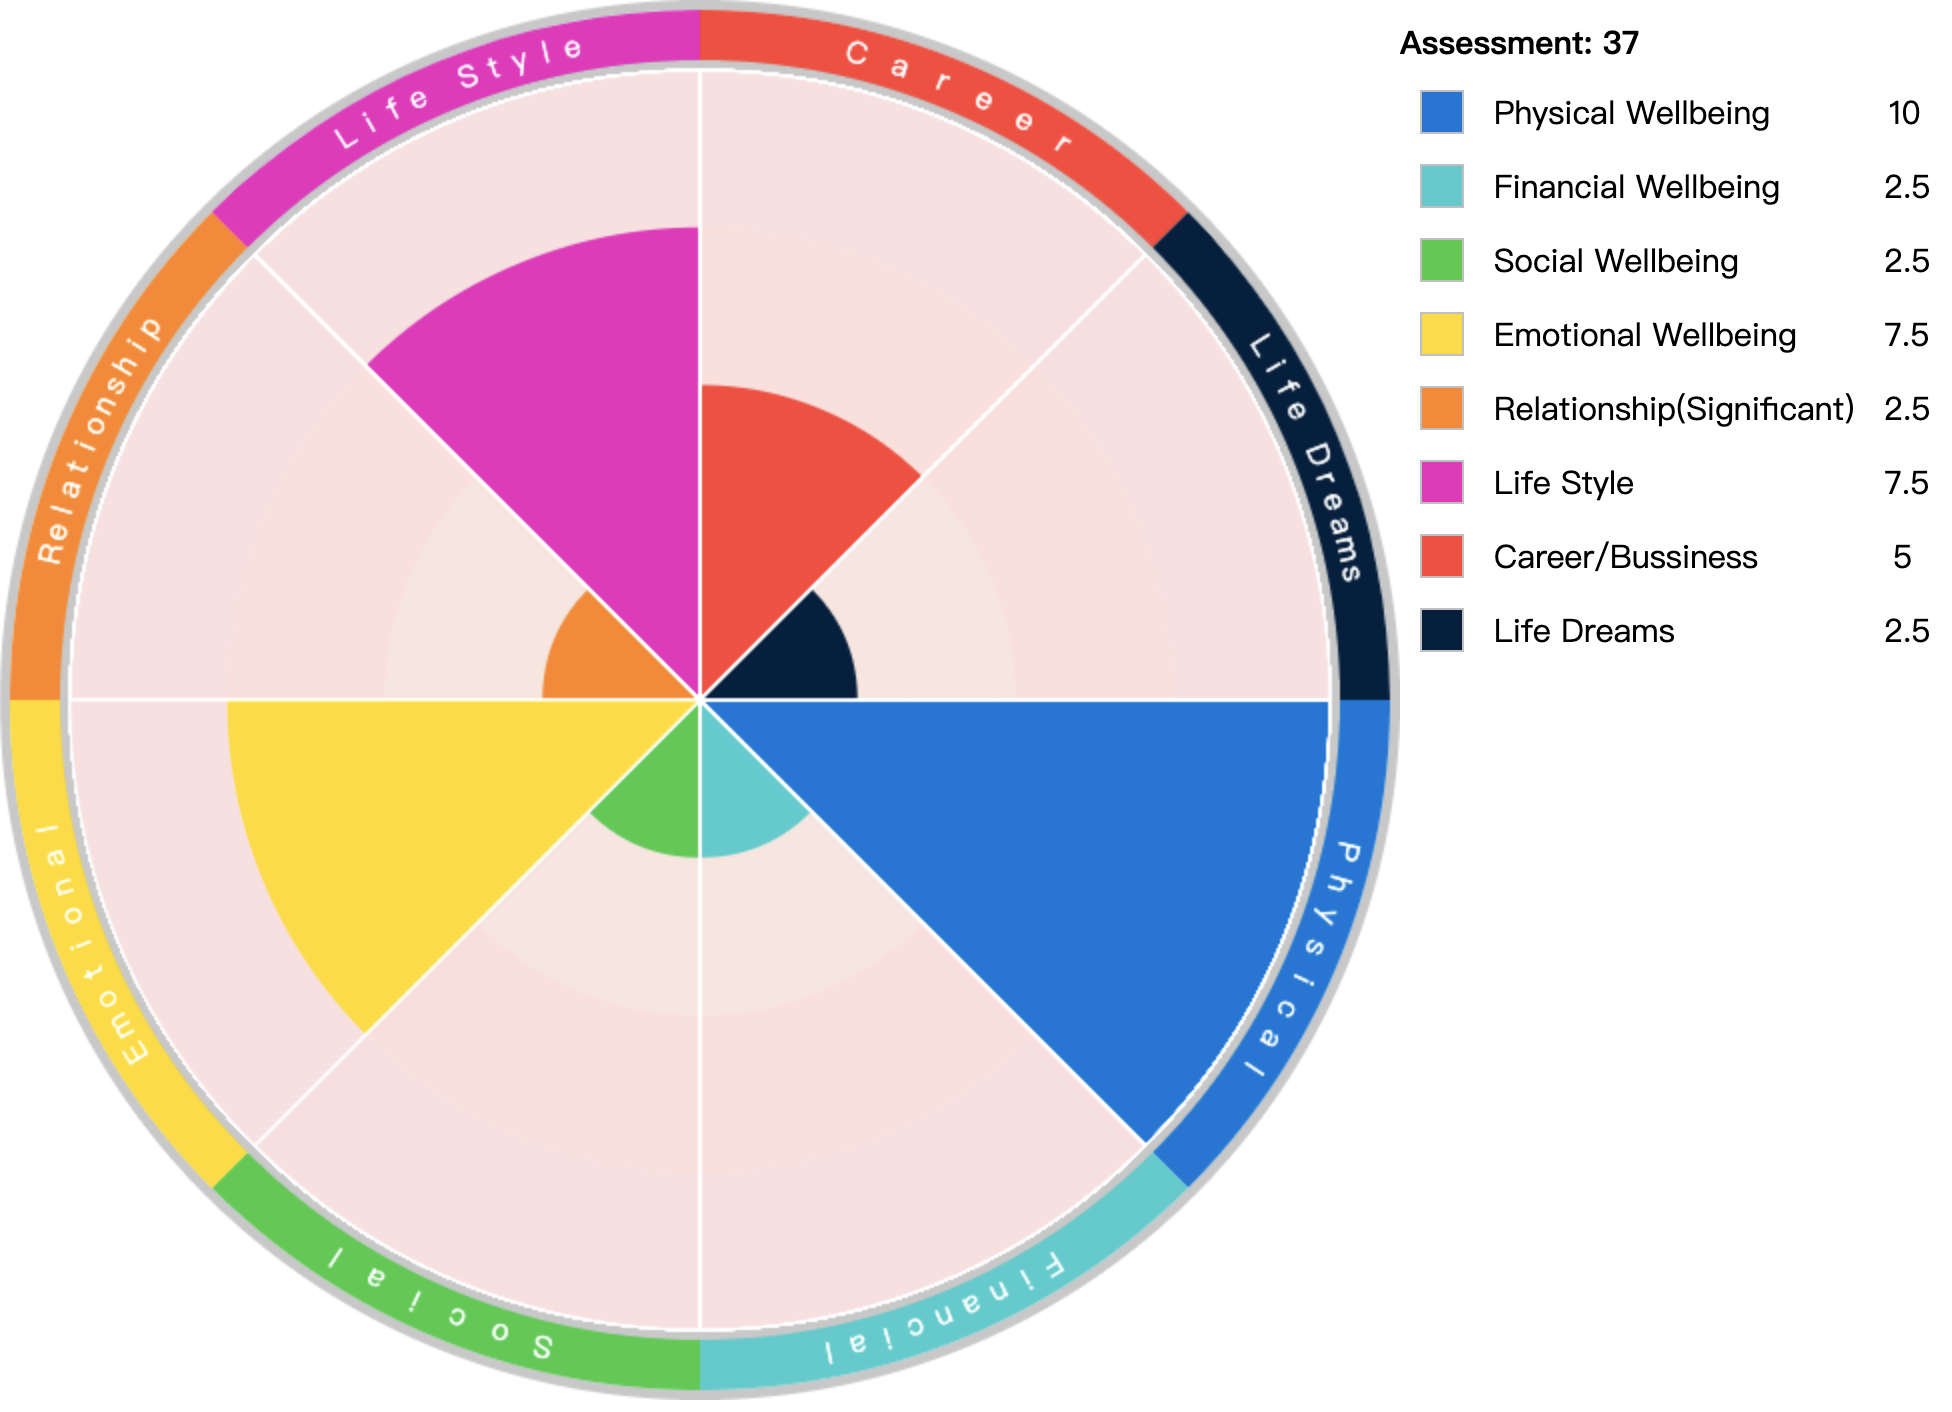 Assessment: 37
Physical Wellbeing 10
Financial Wellbeing 2.5
Social Wellbeing 2.5
Emotional Wellbeing 7.5
Relationship(Significant) 2.5
Life Style 7.5
Career/Bussiness 5
Life Dreams 2.5
Career
Life Dreams
Physical
Financial
Social
Emotional
Relationship
Life Style